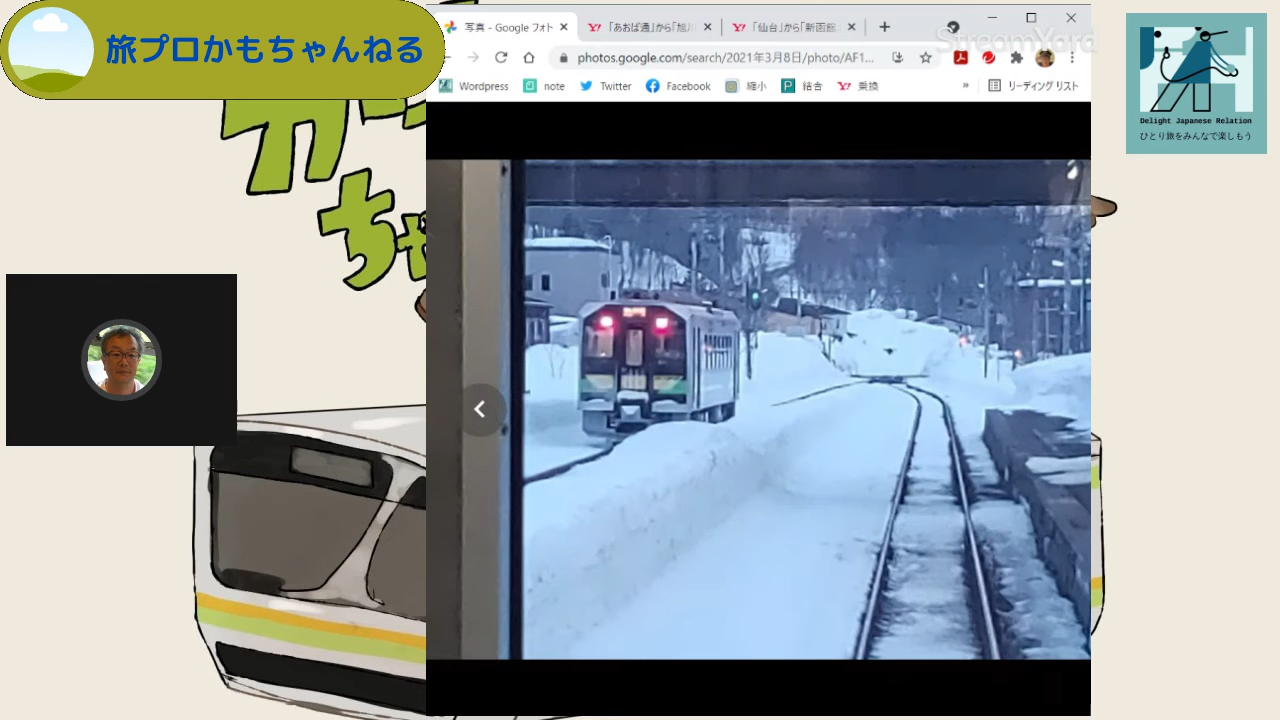 旅プロかもちゃんねる
写真 - Google フォト
「あおば通」から「旭川
「仙台」から「新函館
StreamYard
photos.google.com/search/2021年3月8日/photo/AF1...
Wordpress
note
Twitter
Facebook
縮小
結合
乗換
»
リーディング リスト
Delight Japanese Relation
ひとり旅をみんなで楽しもう
ち